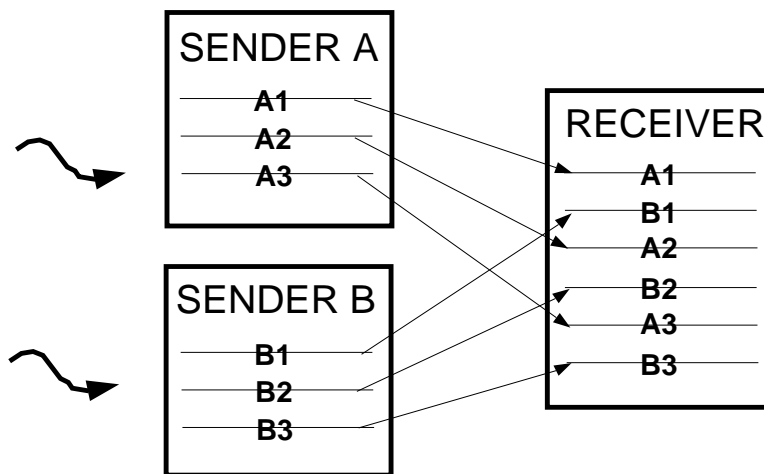 SENDER A
A1
A2
A3
SENDER B
B1
B2
B3
RECEIVER
A1
B1
A2
B2
A3
B3